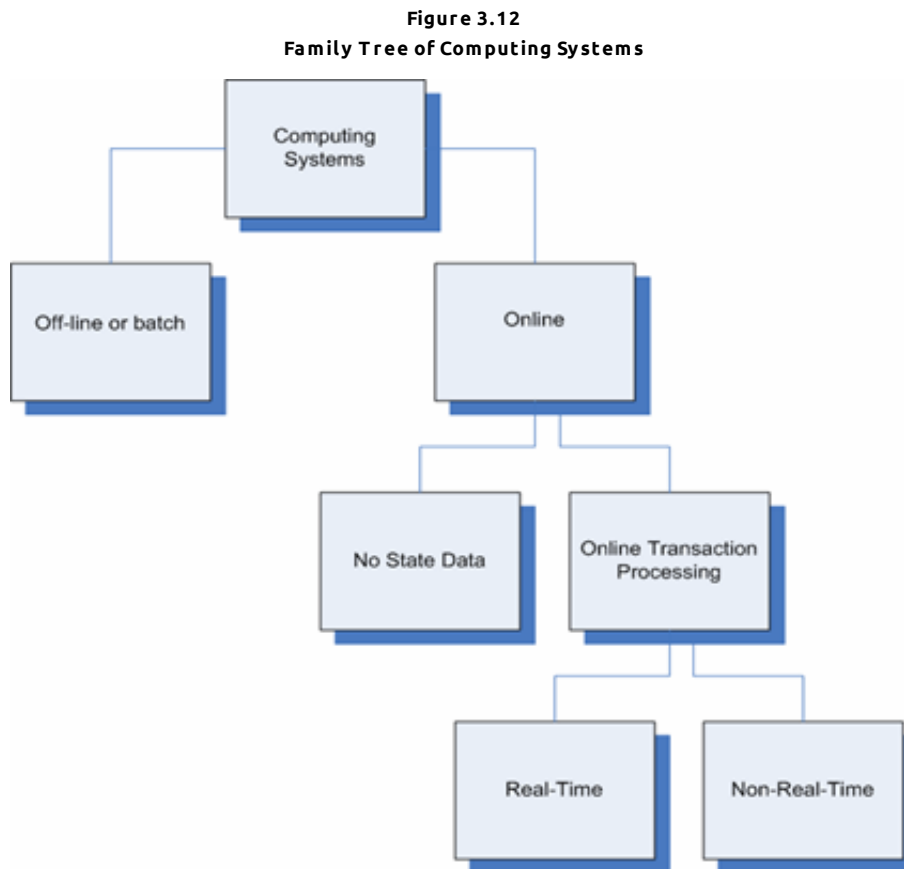 Figure 3.12
Family Tree of Computing Systems
Computing
Systems
Off-line or batch
Online
No State Data
Online Transaction
Processing
Real-Time
Non-Real-Time